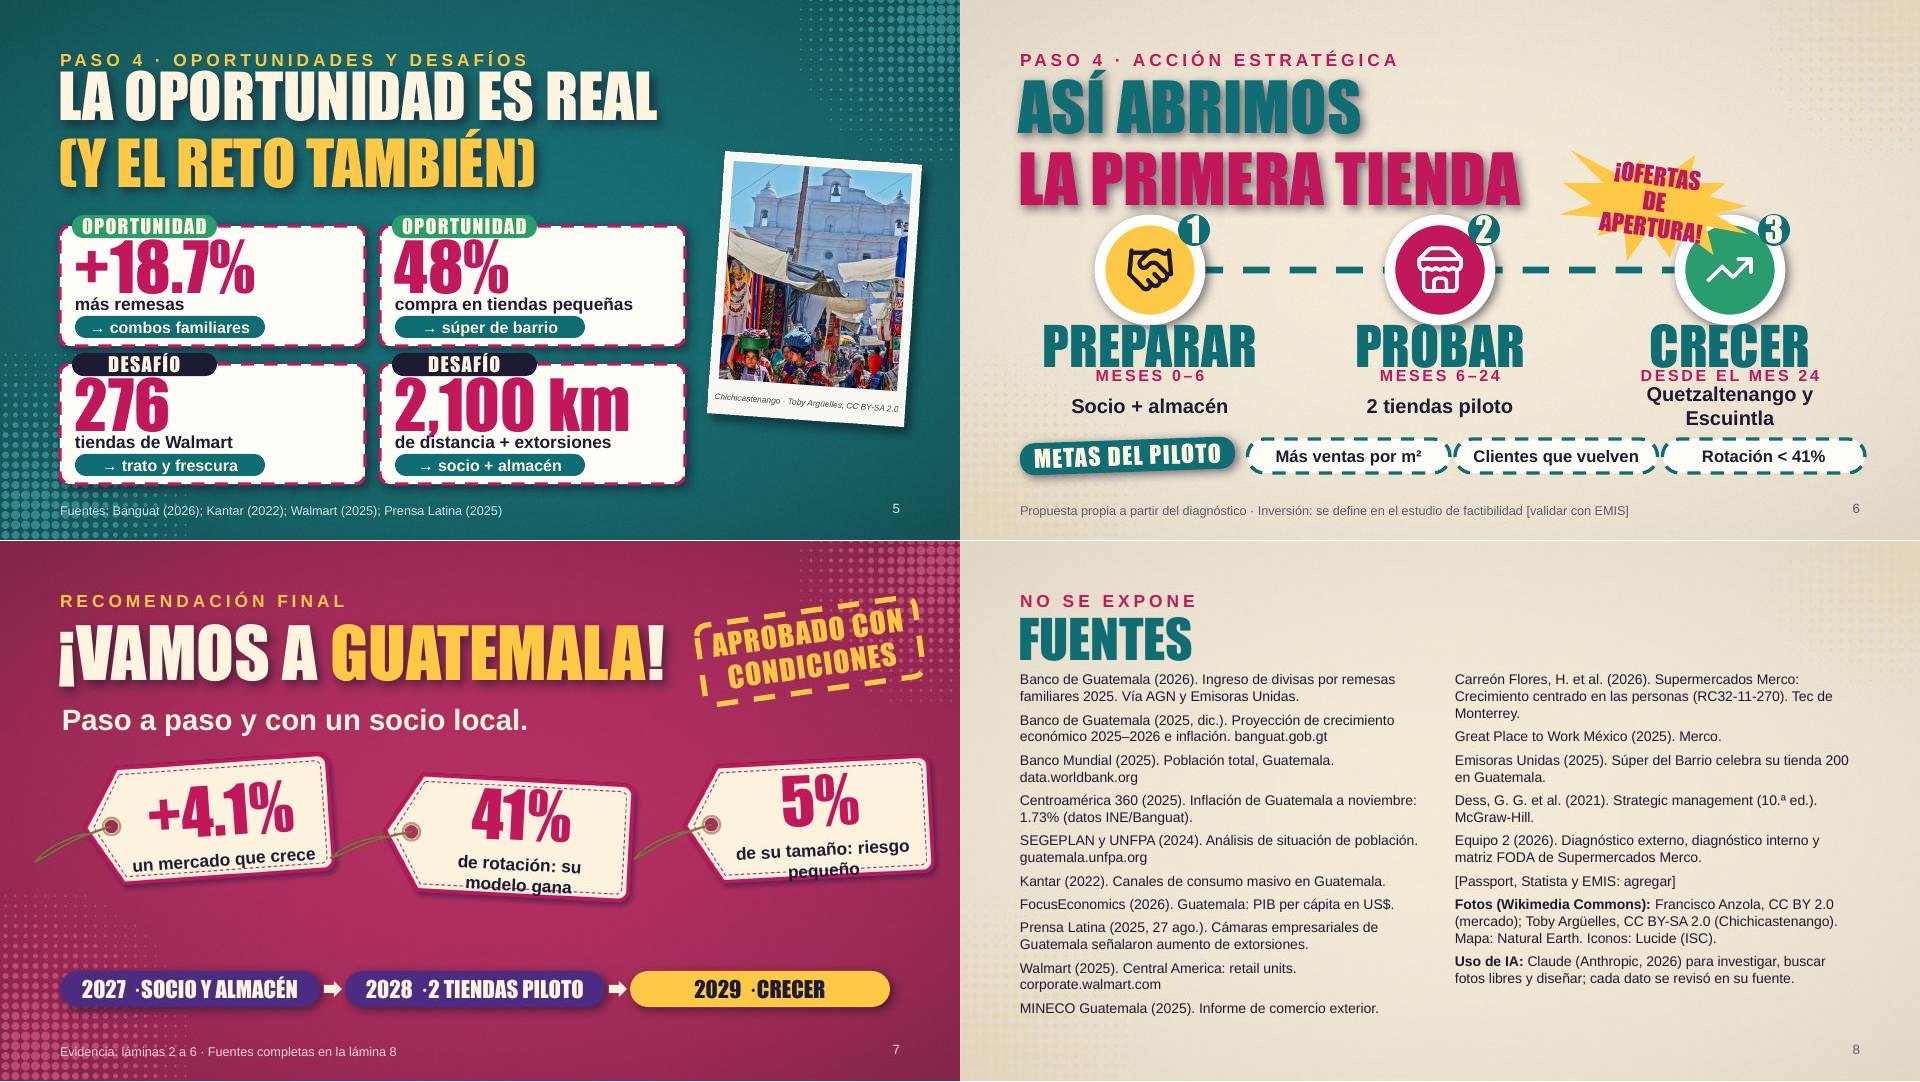 PASO 4 · OPORTUNIDADES Y DESAFÍOS
LA OPORTUNIDAD ES REAL
(Y EL RETO TAMBIÉN)
OPORTUNIDAD
+18.7%
más remesas
→ combos familiares
OPORTUNIDAD
48%
compra en tiendas pequeñas
→ súper de barrio
DESAFÍO
276
tiendas de Walmart
→ trato y frescura
DESAFÍO
2,100 km
de distancia + extorsiones
→ socio + almacén
Chichicastenango · Toby Argüelles, CC BY-SA 2.0
Fuentes: Banguat (2026); Kantar (2022); Walmart (2025); Prensa Latina (2025)
5
PASO 4 · ACCIÓN ESTRATÉGICA
ASÍ ABRIMOS
LA PRIMERA TIENDA
¡OFERTAS
DE
APERTURA!
1
2
3
PREPARAR
MESES 0–6
Socio + almacén
PROBAR
MESES 6–24
2 tiendas piloto
CRECER
DESDE EL MES 24
Quetzaltenango y
Escuintla
METAS DEL PILOTO
Más ventas por m²
Clientes que vuelven
Rotación < 41%
Propuesta propia a partir del diagnóstico · Inversión: se define en el estudio de factibilidad [validar con EMIS]
6
RECOMENDACIÓN FINAL
¡VAMOS A GUATEMALA!
APROBADO CON
CONDICIONES
Paso a paso y con un socio local.
+4.1%
un mercado que crece
41%
de rotación: su
modelo gana
5%
de su tamaño: riesgo
pequeño
2027 ·SOCIO Y ALMACÉN
2028 ·2 TIENDAS PILOTO
2029 ·CRECER
Evidencia: láminas 2 a 6 · Fuentes completas en la lámina 8
7
NO SE EXPONE
FUENTES
Banco de Guatemala (2026). Ingreso de divisas por remesas
familiares 2025. Vía AGN y Emisoras Unidas.
Banco de Guatemala (2025, dic.). Proyección de crecimiento
económico 2025–2026 e inflación. banguat.gob.gt
Banco Mundial (2025). Población total, Guatemala.
data.worldbank.org
Centroamérica 360 (2025). Inflación de Guatemala a noviembre:
1.73% (datos INE/Banguat).
SEGEPLAN y UNFPA (2024). Análisis de situación de población.
guatemala.unfpa.org
Kantar (2022). Canales de consumo masivo en Guatemala.
FocusEconomics (2026). Guatemala: PIB per cápita en US$.
Prensa Latina (2025, 27 ago.). Cámaras empresariales de
Guatemala señalaron aumento de extorsiones.
Walmart (2025). Central America: retail units.
corporate.walmart.com
MINECO Guatemala (2025). Informe de comercio exterior.
Carreón Flores, H. et al. (2026). Supermercados Merco:
Crecimiento centrado en las personas (RC32-11-270). Tec de
Monterrey.
Great Place to Work México (2025). Merco.
Emisoras Unidas (2025). Súper del Barrio celebra su tienda 200
en Guatemala.
Dess, G. G. et al. (2021). Strategic management (10.ª ed.).
McGraw-Hill.
Equipo 2 (2026). Diagnóstico externo, diagnóstico interno y
matriz FODA de Supermercados Merco.
[Passport, Statista y EMIS: agregar]
Fotos (Wikimedia Commons): Francisco Anzola, CC BY 2.0
(mercado); Toby Argüelles, CC BY-SA 2.0 (Chichicastenango).
Mapa: Natural Earth. Iconos: Lucide (ISC).
Uso de IA: Claude (Anthropic, 2026) para investigar, buscar
fotos libres y diseñar; cada dato se revisó en su fuente.
8